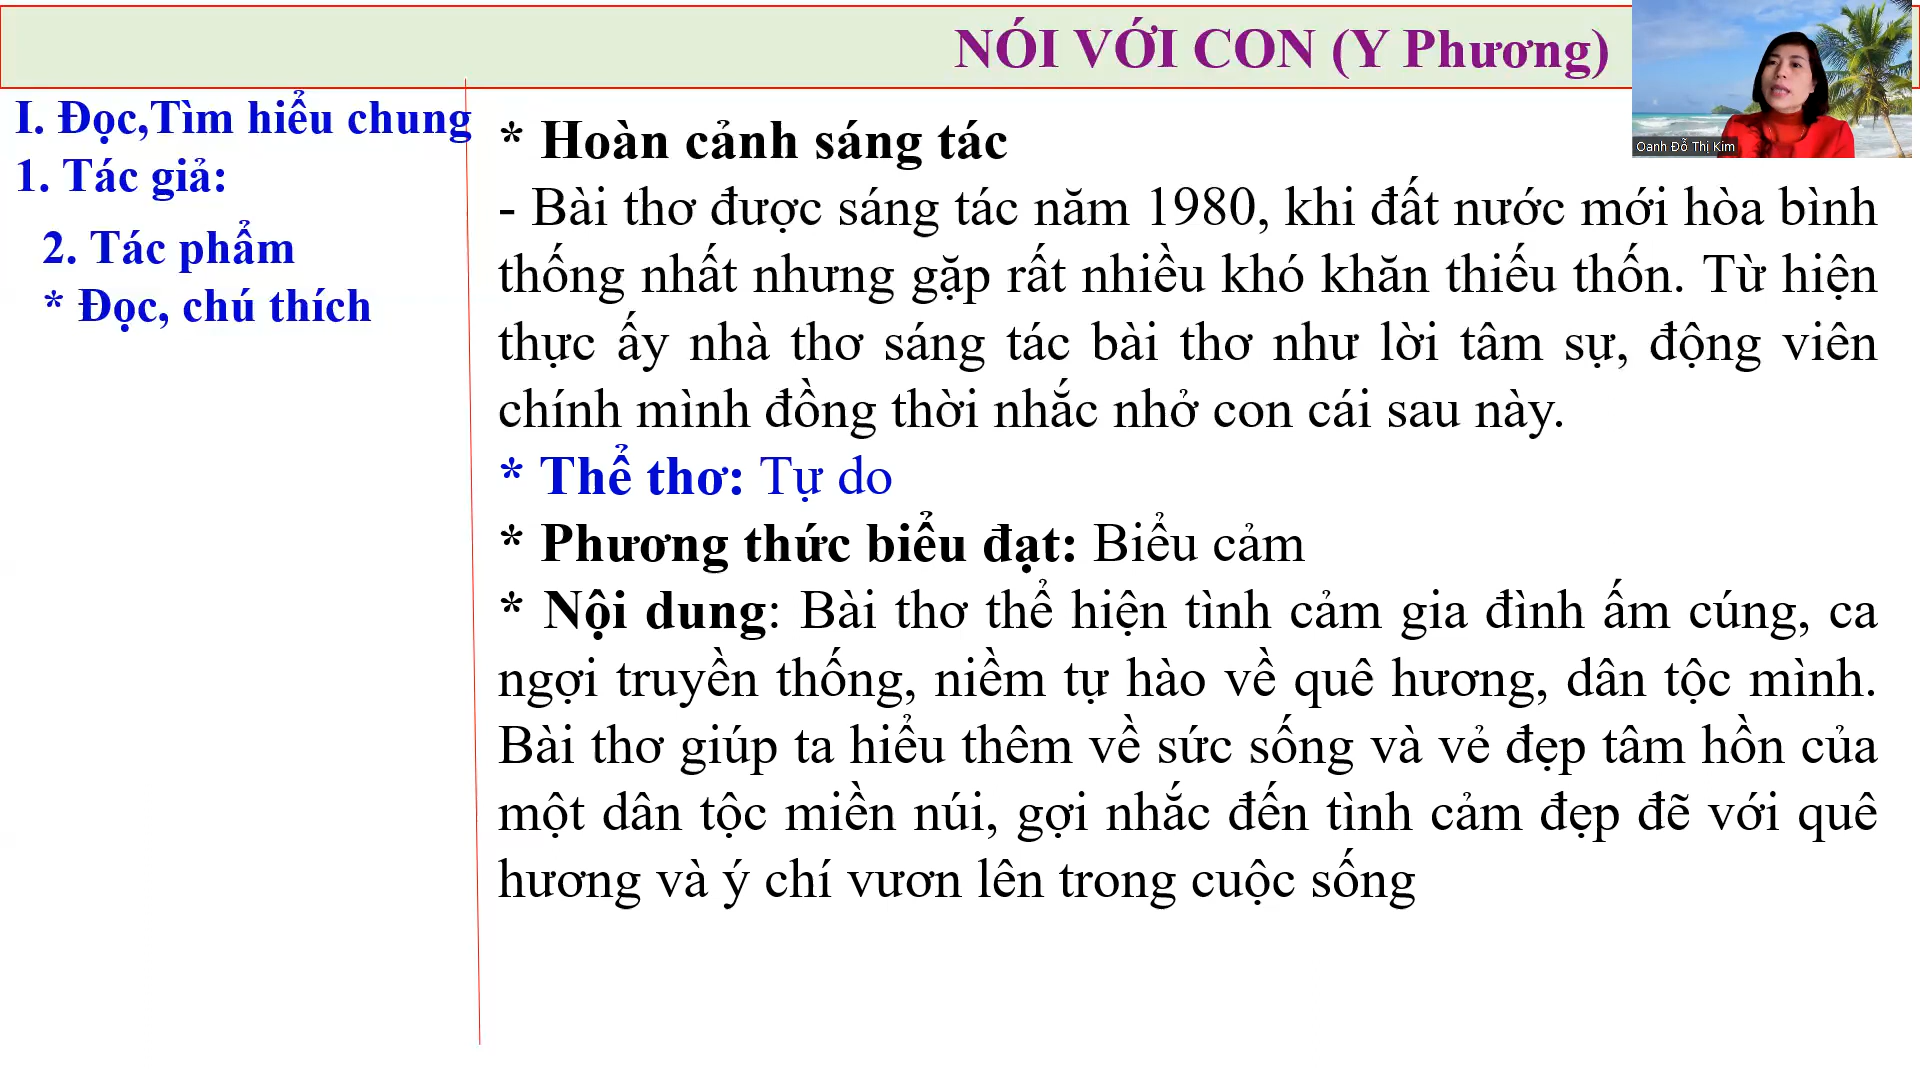 NÓI VỚI CON (Y Phương)
Oanh Đỗ Thị Kim
I. Đọc,Tìm hiểu chung
1. Tác giả:
2. Tác phẩm
* Đọc, chú thích
* Hoàn cảnh sáng tác
- Bài thơ được sáng tác năm 1980, khi đất nước mới hòa bình
thống nhất nhưng gặp rất nhiều khó khăn thiếu thốn. Từ hiện
thực ấy nhà thơ sáng tác bài thơ như lời tâm sự, động viên
chính mình đồng thời nhắc nhở con cái sau này.
* Thể thơ: Tự do
* Phương thức biểu đạt: Biểu cảm
* Nội dung: Bài thơ thể hiện tình cảm gia đình ấm cúng, ca
ngợi truyền thống, niềm tự hào về quê hương, dân tộc mình.
Bài thơ giúp ta hiểu thêm về sức sống và vẻ đẹp tâm hồn của
một dân tộc miền núi, gợi nhắc đến tình cảm đẹp đẽ với quê
hương và ý chí vươn lên trong cuộc sống